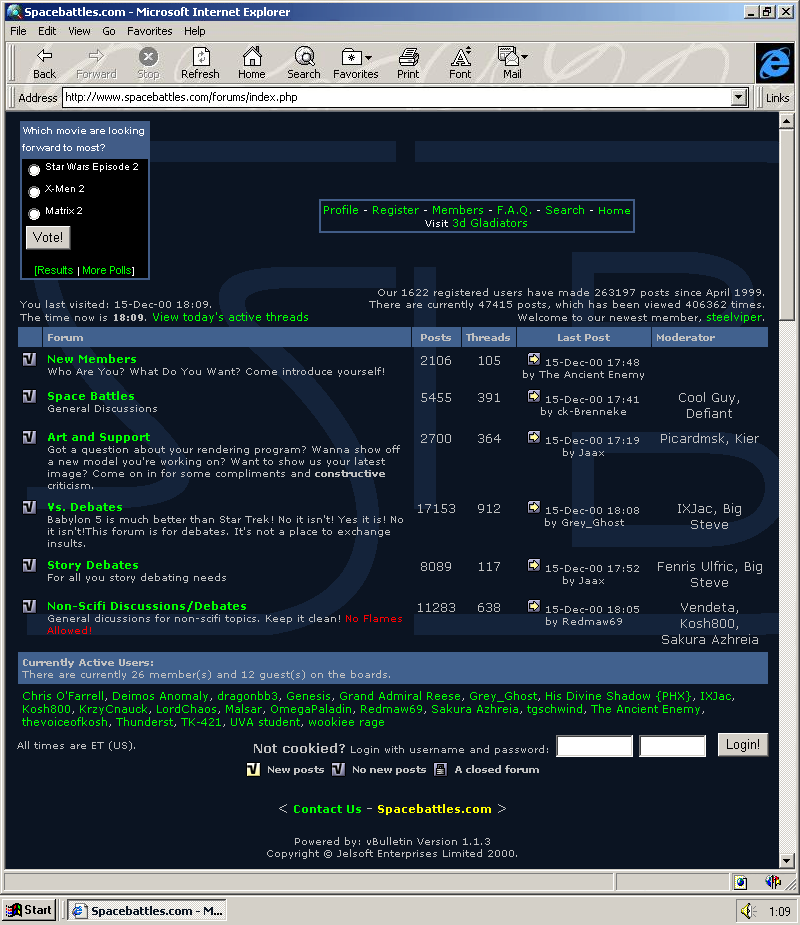 Spacebattles.com - Microsoft Internet Explorer
File Edit View Go Favorites Help
Back Forward Stop Refresh Home Search Favorites Print Font Mail
Address http://www.spacebattles.com/forums/index.php Links
Which movie are looking
forward to most?
Star Wars Episode 2
X-Men 2
Matrix 2
Vote!
[Results | More Polls]
Profile - Register - Members - F.A.Q. - Search - Home
Visit 3d Gladiators
You last visited: 15-Dec-00 18:09.
The time now is 18:09. View today's active threads
Our 1622 registered users have made 263197 posts since April 1999.
There are currently 47415 posts, which has been viewed 406362 times.
Welcome to our newest member, steelviper.
Forum Posts Threads Last Post Moderator
New Members 2106 105 15-Dec-00 17:48
Who Are You? What Do You Want? Come introduce yourself! by The Ancient Enemy
Space Battles 5455 391 15-Dec-00 17:41 Cool Guy,
General Discussions by ck-Brenneke Defiant
Art and Support 2700 364 15-Dec-00 17:19 Picardmsk, Kier
Got a question about your rendering program? Wanna show off by Jaax
a new model you're working on? Want to show us your latest
image? Come on in for some compliments and constructive
criticism.
Vs. Debates 17153 912 15-Dec-00 18:08 IXJac, Big
Babylon 5 is much better than Star Trek! No it isn't! Yes it is! No by Grey_Ghost Steve
it isn't!This forum is for debates. It's not a place to exchange
insults.
Story Debates 8089 117 15-Dec-00 17:52 Fenris Ulfric, Big
For all you story debating needs by Jaax Steve
Non-Scifi Discussions/Debates 11283 638 15-Dec-00 18:05 Vendeta,
General dicussions for non-scifi topics. Keep it clean! No Flames by Redmaw69 Kosh800,
Allowed! Sakura Azhreia
Currently Active Users:
There are currently 26 member(s) and 12 guest(s) on the boards.
Chris O'Farrell, Deimos Anomaly, dragonbb3, Genesis, Grand Admiral Reese, Grey_Ghost, His Divine Shadow {PHX}, IXJac,
Kosh800, KrzyCnauck, LordChaos, Malsar, OmegaPaladin, Redmaw69, Sakura Azhreia, tgschwind, The Ancient Enemy,
thevoiceofkosh, Thunderst, TK-421, UVA student, wookiee rage
All times are ET (US). Not cookied? Login with username and password: Login!
New posts No new posts A closed forum
< Contact Us - Spacebattles.com >
Powered by: vBulletin Version 1.1.3
Copyright © Jelsoft Enterprises Limited 2000.
Start Spacebattles.com - M... 1:09